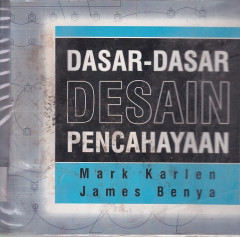 DASAR-DASAR
DESAIN
PENCAHAYAAN
Mark Karlen
James Benya